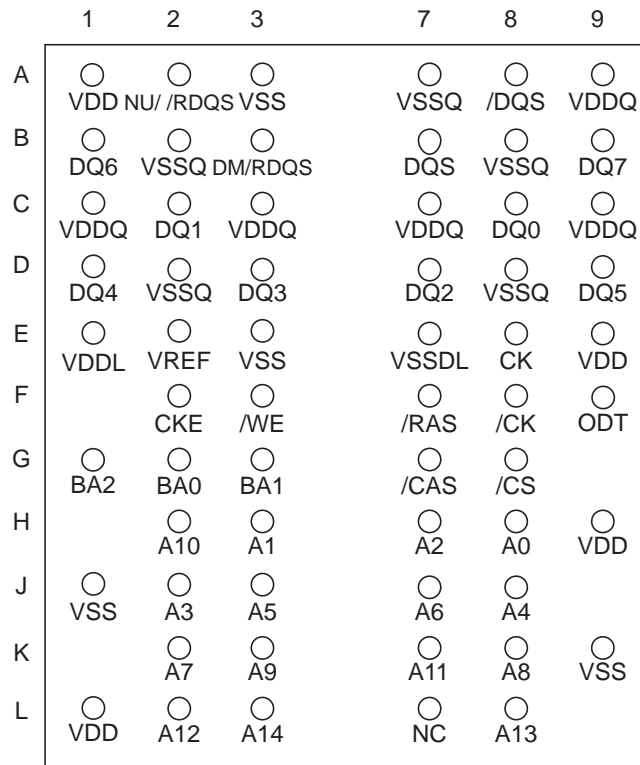 1 2 3 7 8 9
A
VDD NU/ /RDQS VSS VSSQ /DQS VDDQ
B
DQ6 VSSQ DM/RDQS DQS VSSQ DQ7
C
VDDQ DQ1 VDDQ VDDQ DQ0 VDDQ
D
DQ4 VSSQ DQ3 DQ2 VSSQ DQ5
E
VDDL VREF VSS VSSDL CK VDD
F
CKE /WE /RAS /CK ODT
G
BA2 BA0 BA1 /CAS /CS
H
A10 A1 A2 A0 VDD
J
VSS A3 A5 A6 A4
K
A7 A9 A11 A8 VSS
L
VDD A12 A14 NC A13